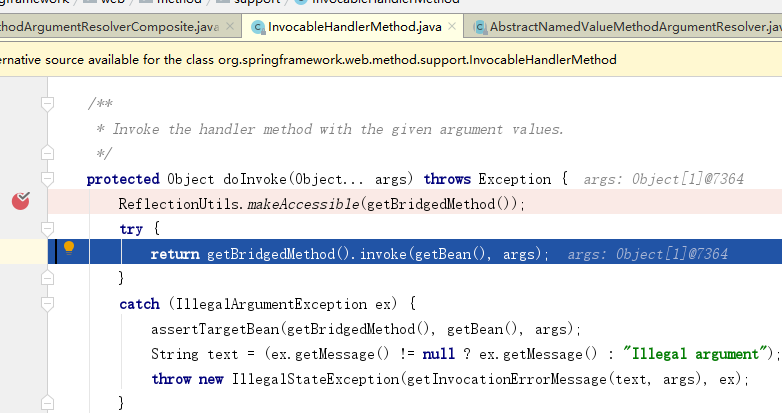 ngframework web method support InvocableHandlerMethod
thodArgumentResolverComposite.java InvocableHandlerMethod.java AbstractNamedValueMethodArgumentResolver.jav
ernative source available for the class org.springframework.web.method.support.InvocableHandlerMethod
/**
* Invoke the handler method with the given argument values.
*/
protected Object doInvoke(Object... args) throws Exception { args: Object[1]@7364
ReflectionUtils.makeAccessible(getBridgedMethod());
try {
return getBridgedMethod().invoke(getBean(), args); args: Object[1]@7364
}
catch (IllegalArgumentException ex) {
assertTargetBean(getBridgedMethod(), getBean(), args);
String text = (ex.getMessage() != null ? ex.getMessage() : "Illegal argument");
throw new IllegalStateException(getInvocationErrorMessage(text, args), ex);
}